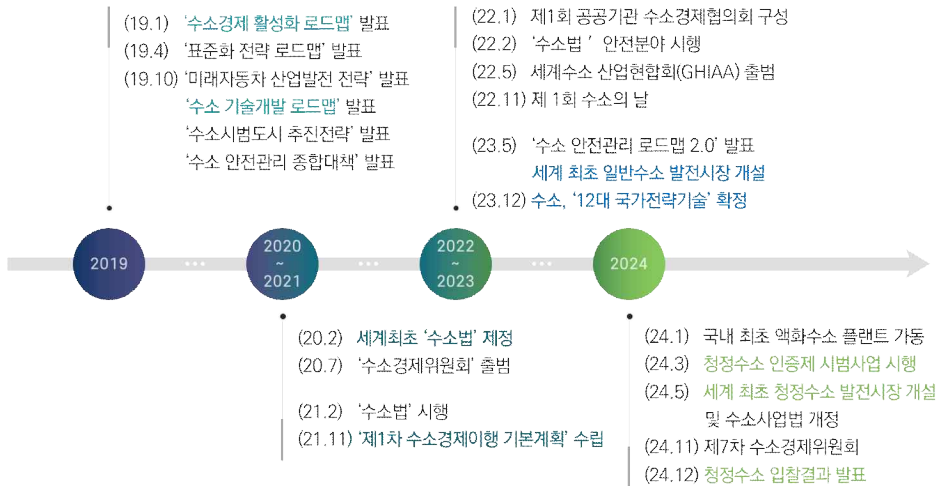 (19.1) '수소경제 활성화 로드맵' 발표
(19.4) '표준화 전략 로드맵' 발표
(19.10) '미래자동차 산업발전 전략' 발표
'수소 기술개발 로드맵' 발표
'수소시범도시 추진전략' 발표
'수소 안전관리 종합대책' 발표
(22.1) 제1회 공공기관 수소경제협의회 구성
(22.2) '수소법 ′ 안전분야 시행
(22.5) 세계수소 산업현합회(GHIAA) 출범
(22.11) 제 1회 수소의 날
(23.5) '수소 안전관리 로드맵 2.0' 발표
세계 최초 일반수소 발전시장 개설
(23.12) 수소, '12대 국가전략기술' 확정
2019
...
2020
~
2021
...
2022
~
2023
...
2024
(20.2) 세계최초 '수소법' 제정
(20.7) '수소경제위원회' 출범
(21.2) '수소법' 시행
(21.11) '제1차 수소경제이행 기본계획' 수립
(24.1) 국내 최초 액화수소 플랜트 가동
(24.3) 청정수소 인증제 시범사업 시행
(24.5) 세계 최초 청정수소 발전시장 개설
및 수소사업법 개정
(24.11) 제7차 수소경제위원회
(24.12) 청정수소 입찰결과 발표